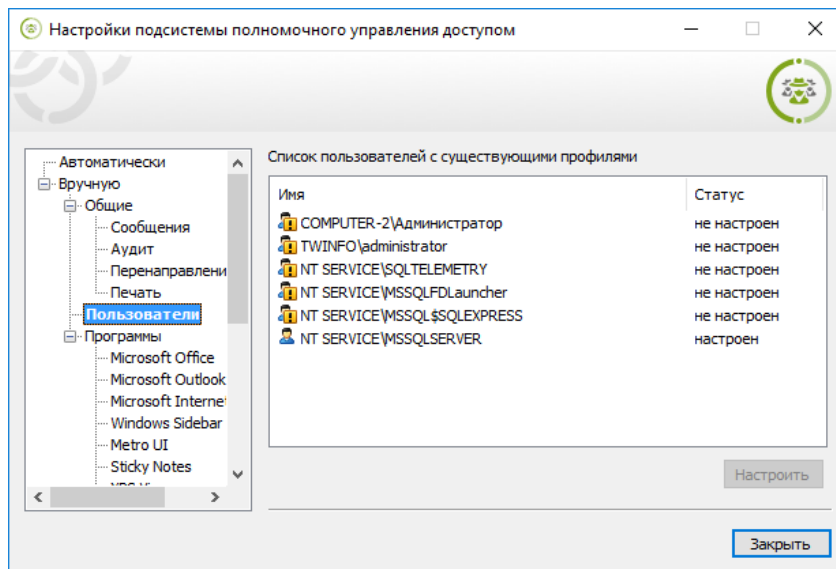 Настройки подсистемы полномочного управления доступом
Автоматически
Вручную
Общие
Сообщения
Аудит
Перенаправлени
Печать
Пользователи
Программы
Microsoft Office
Microsoft Outlook
Microsoft Interne
Windows Sidebar
Metro UI
Sticky Notes
Список пользователей с существующими профилями
Имя Статус
COMPUTER-2\Администратор не настроен
TWINFO\administrator не настроен
NT SERVICE\SQLTELEMETRY не настроен
NT SERVICE\MSSQLFDLauncher не настроен
NT SERVICE\MSSQL$SQLEXPRESS не настроен
NT SERVICE\MSSQLSERVER настроен
Настроить
Закрыть